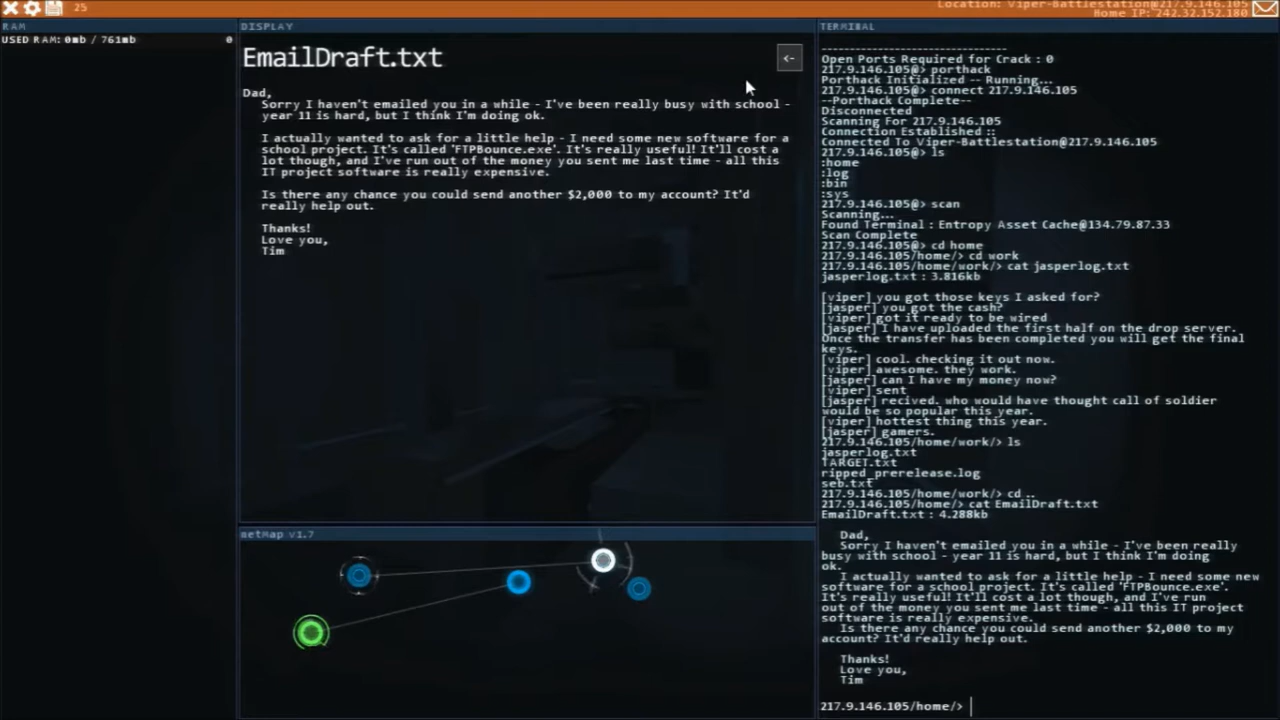 25
Location: Viper-Battlestation@217.9.146.105
Home IP: 242.32.152.180
RAM
USED RAM: 0mb / 761mb
0
DISPLAY
EmailDraft.txt
<-
Dad,
Sorry I haven't emailed you in a while - I've been really busy with school -
year 11 is hard, but I think I'm doing ok.
I actually wanted to ask for a little help - I need some new software for a
school project. It's called 'FTPBounce.exe'. It's really useful! It'll cost a
lot though, and I've run out of the money you sent me last time - all this
IT project software is really expensive.
Is there any chance you could send another $2,000 to my account? It'd
really help out.
Thanks!
Love you,
Tim
netMap v1.7
TERMINAL
--------------------------------
Open Ports Required for Crack : 0
217.9.146.105@> porthack
Porthack Initialized -- Running...
217.9.146.105@> connect 217.9.146.105
--Porthack Complete--
Disconnected
Scanning For 217.9.146.105
Connection Established ::
Connected To Viper-Battlestation@217.9.146.105
217.9.146.105@> ls
:home
:log
:bin
:sys
217.9.146.105@> scan
Scanning...
Found Terminal : Entropy Asset Cache@134.79.87.33
Scan Complete
217.9.146.105@> cd home
217.9.146.105/home/> cd work
217.9.146.105/home/work/> cat jasperlog.txt
jasperlog.txt : 3.816kb
[viper] you got those keys I asked for?
[jasper] you got the cash?
[viper] got it ready to be wired
[jasper] I have uploaded the first half on the drop server.
Once the transfer has been completed you will get the final
keys.
[viper] cool. checking it out now.
[viper] awesome. they work.
[jasper] can I have my money now?
[viper] sent
[jasper] recived. who would have thought call of soldier
would be so popular this year.
[viper] hottest thing this year.
[jasper] gamers.
217.9.146.105/home/work/> ls
jasperlog.txt
TARGET.txt
ripped_prerelease.log
seb.txt
217.9.146.105/home/work/> cd ..
217.9.146.105/home/> cat EmailDraft.txt
EmailDraft.txt : 4.288kb
Dad,
Sorry I haven't emailed you in a while - I've been really
busy with school - year 11 is hard, but I think I'm doing
ok.
I actually wanted to ask for a little help - I need some new
software for a school project. It's called 'FTPBounce.exe'.
It's really useful! It'll cost a lot though, and I've run
out of the money you sent me last time - all this IT project
software is really expensive.
Is there any chance you could send another $2,000 to my
account? It'd really help out.
Thanks!
Love you,
Tim
217.9.146.105/home/>